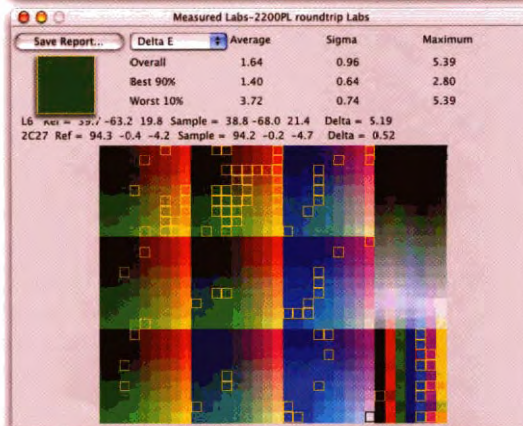 Measured Labs-2200PL roundtrip Labs
Save Report... Delta E Average Sigma Maximum
Overall 1.64 0.96 5.39
Best 90% 1.40 0.64 2.80
Worst 10% 3.72 0.74 5.39
L6 Ref = 39.7 -63.2 19.8 Sample = 38.8 -68.0 21.4 Delta = 5.19
2C27 Ref = 94.3 -0.4 -4.2 Sample = 94.2 -0.2 -4.7 Delta = 0.52